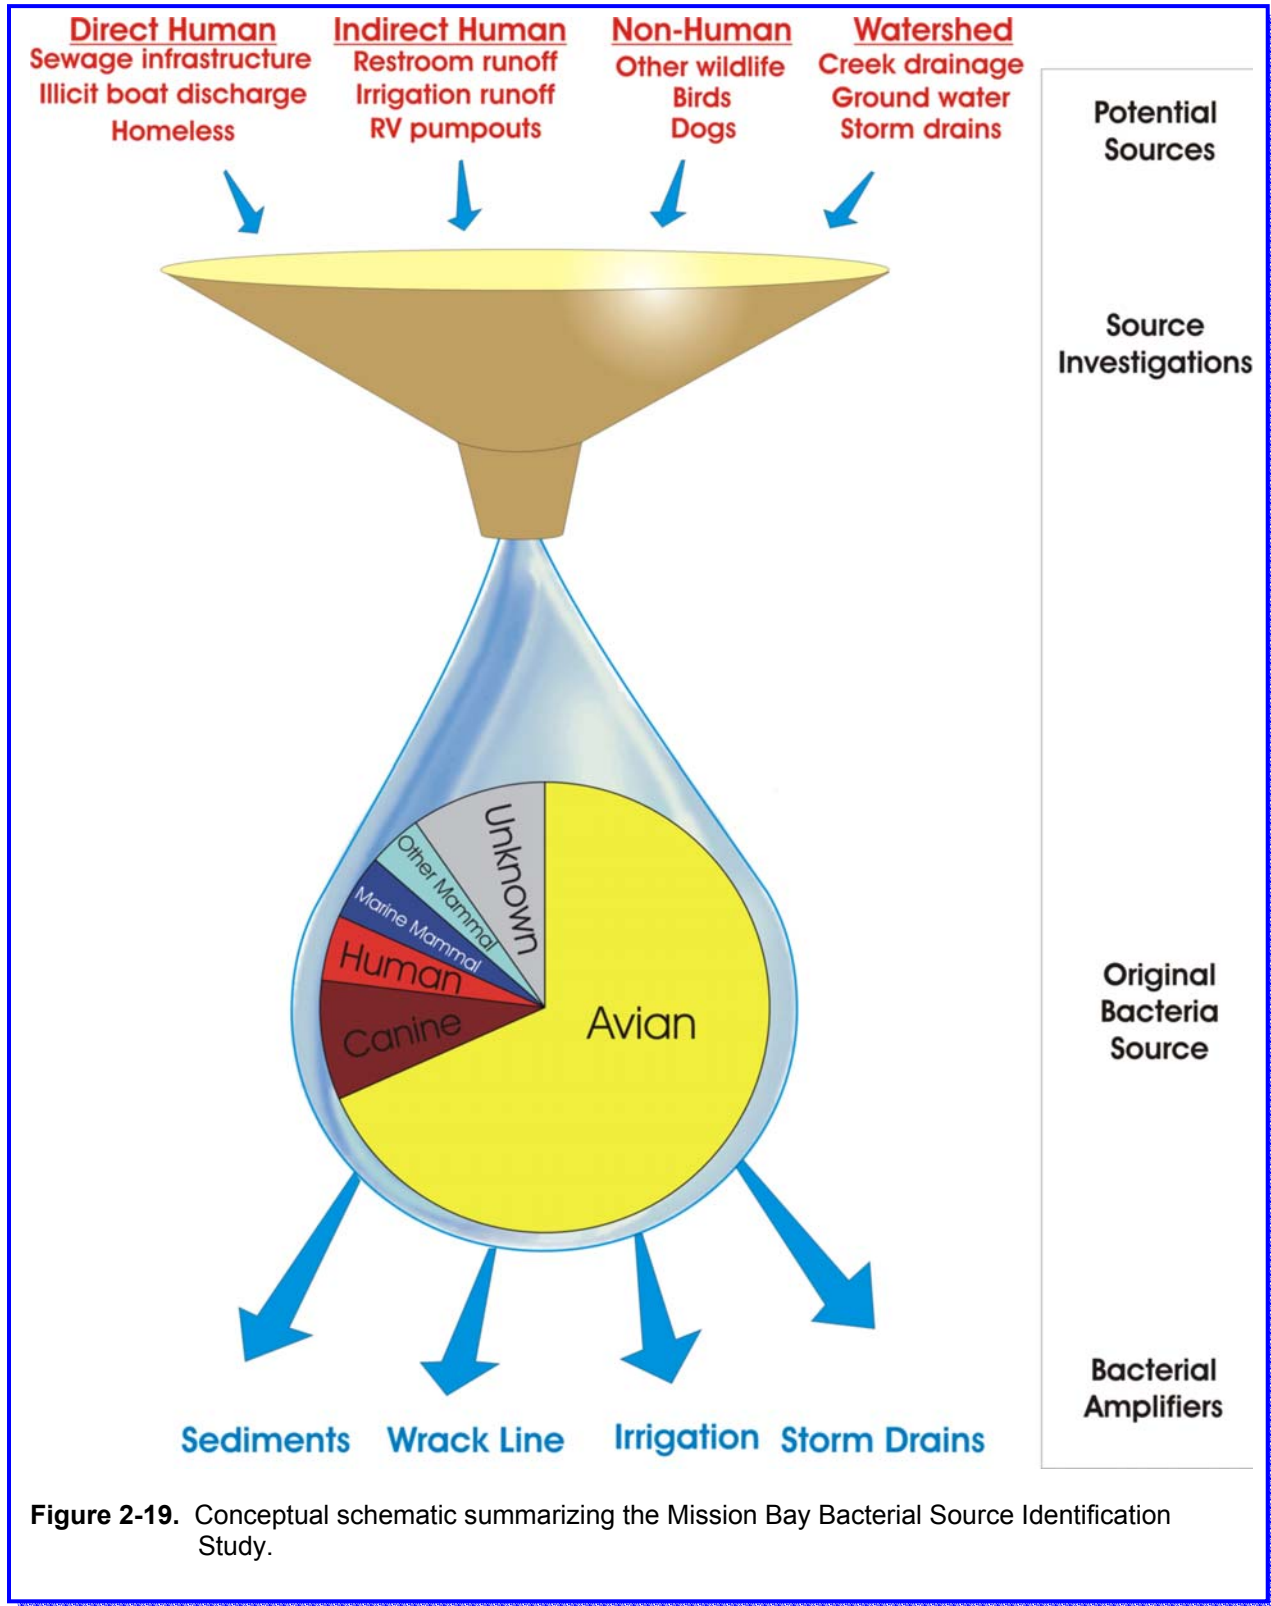 Direct Human
Sewage infrastructure
Illicit boat discharge
Homeless
Indirect Human
Restroom runoff
Irrigation runoff
RV pumpouts
Non-Human
Other wildlife
Birds
Dogs
Watershed
Creek drainage
Ground water
Storm drains
Potential
Sources
Source
Investigations
Unknown
Other Mammal
Marine Mammal
Human
Canine
Avian
Original
Bacteria
Source
Bacterial
Amplifiers
Sediments
Wrack Line
Irrigation
Storm Drains
Figure 2-19. Conceptual schematic summarizing the Mission Bay Bacterial Source Identification
Study.